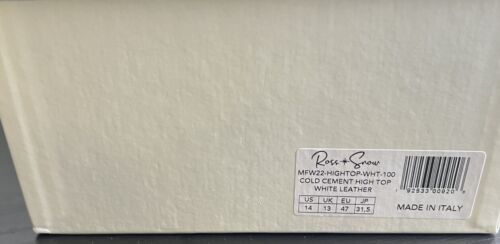 Ross + Snow
MFW22-HIGHTOP-WHT-100
COLD CEMENT HIGH TOP
WHITE LEATHER
US UK EU JP
14 13 47 31,5
MADE IN ITALY